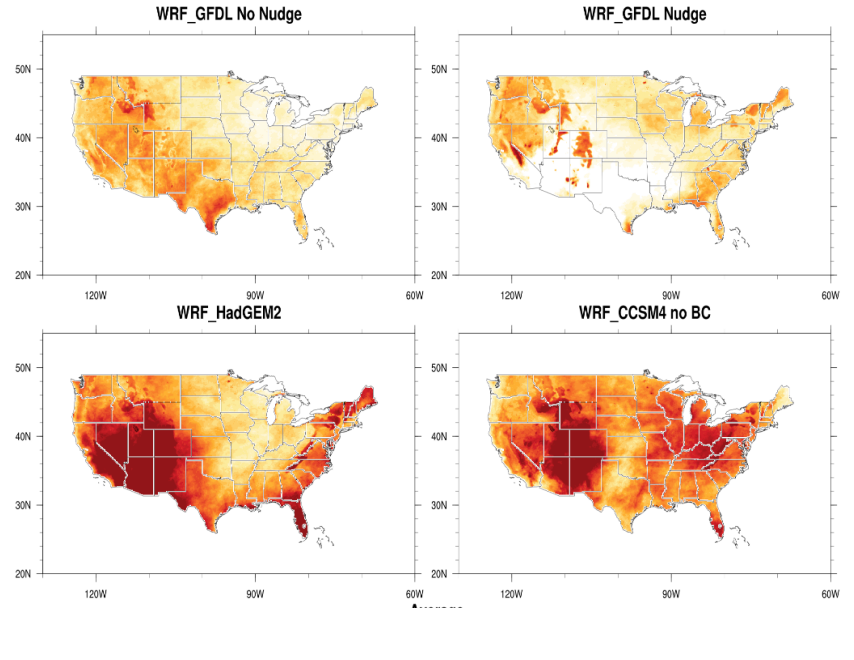 WRF_GFDL No Nudge
WRF_GFDL Nudge
50N
40N
30N
20N
120W
90W
60W
50N
40N
30N
20N
120W
90W
60W
WRF_HadGEM2
WRF_CCSM4 no BC
50N
40N
30N
20N
120W
90W
60W
50N
40N
30N
20N
120W
90W
60W